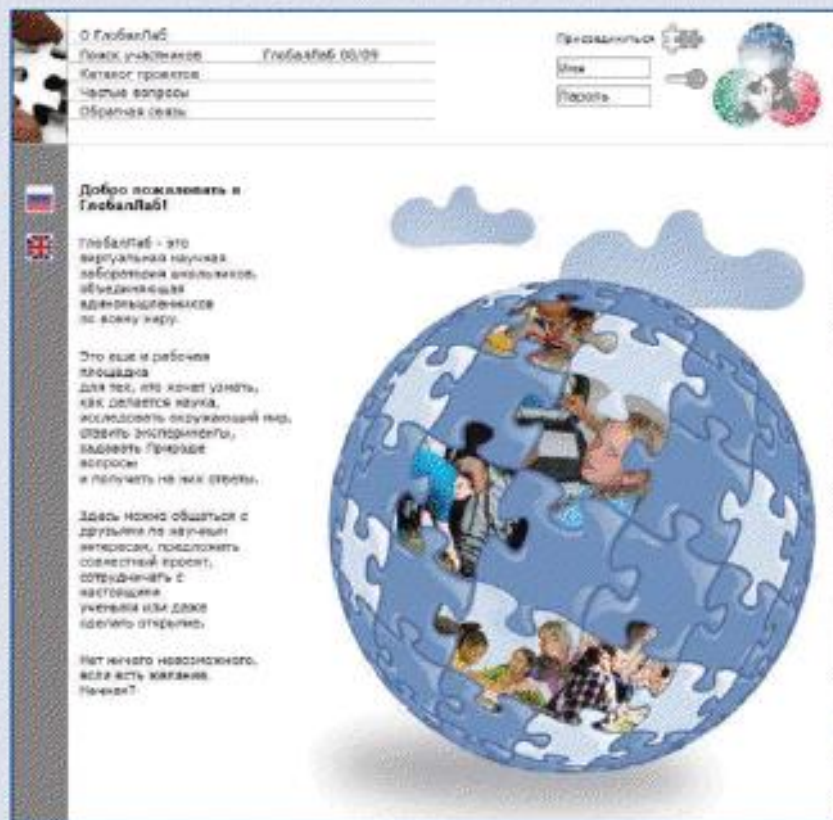 О ГлобалЛаб
Поиск участников ГлобалЛаб 08/09
Каталог проектов
Частые вопросы
Обратная связь
Присоединиться
Имя
Пароль
Добро пожаловать в
ГлобалЛаб!
ГлобалЛаб - это
виртуальная научная
лаборатория школьников,
объединяющая
единомышленников
по всему миру.
Это еще и рабочая
площадка
для тех, кто хочет узнать,
как делается наука,
исследовать окружающий мир,
ставить эксперименты,
задавать Природе
вопросы
и получать на них ответы.
Здесь можно общаться с
друзьями по научным
интересам, предложить
совместный проект,
сотрудничать с
настоящими
учеными или даже
сделать открытие.
Нет ничего невозможного,
если есть желание.
Начнем?